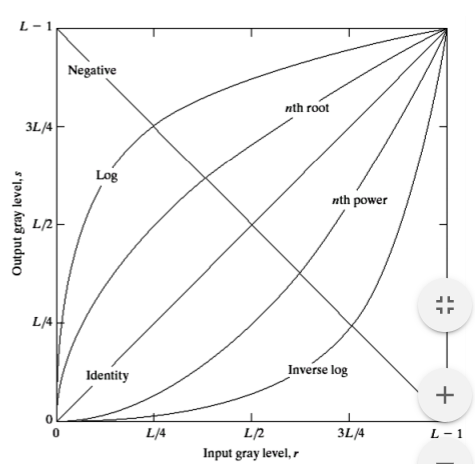 L − 1
Negative
nth root
3L/4
Log
nth power
L/2
Output gray level, s
L/4
Identity
Inverse log
0
0 L/4 L/2 3L/4 L − 1
Input gray level, r